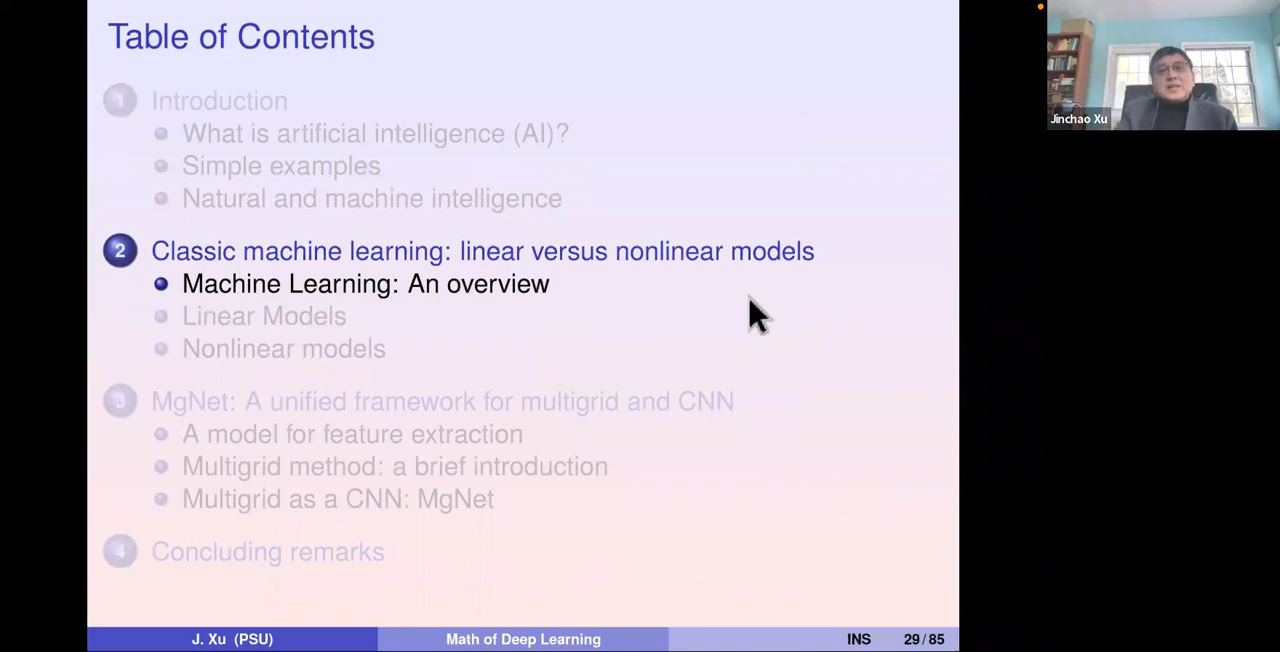 Table of Contents
1 Introduction
What is artificial intelligence (AI)?
Simple examples
Natural and machine intelligence
2 Classic machine learning: linear versus nonlinear models
Machine Learning: An overview
Linear Models
Nonlinear models
3 MgNet: A unified framework for multigrid and CNN
A model for feature extraction
Multigrid method: a brief introduction
Multigrid as a CNN: MgNet
4 Concluding remarks
J. Xu (PSU) Math of Deep Learning INS 29 / 85
Jinchao Xu